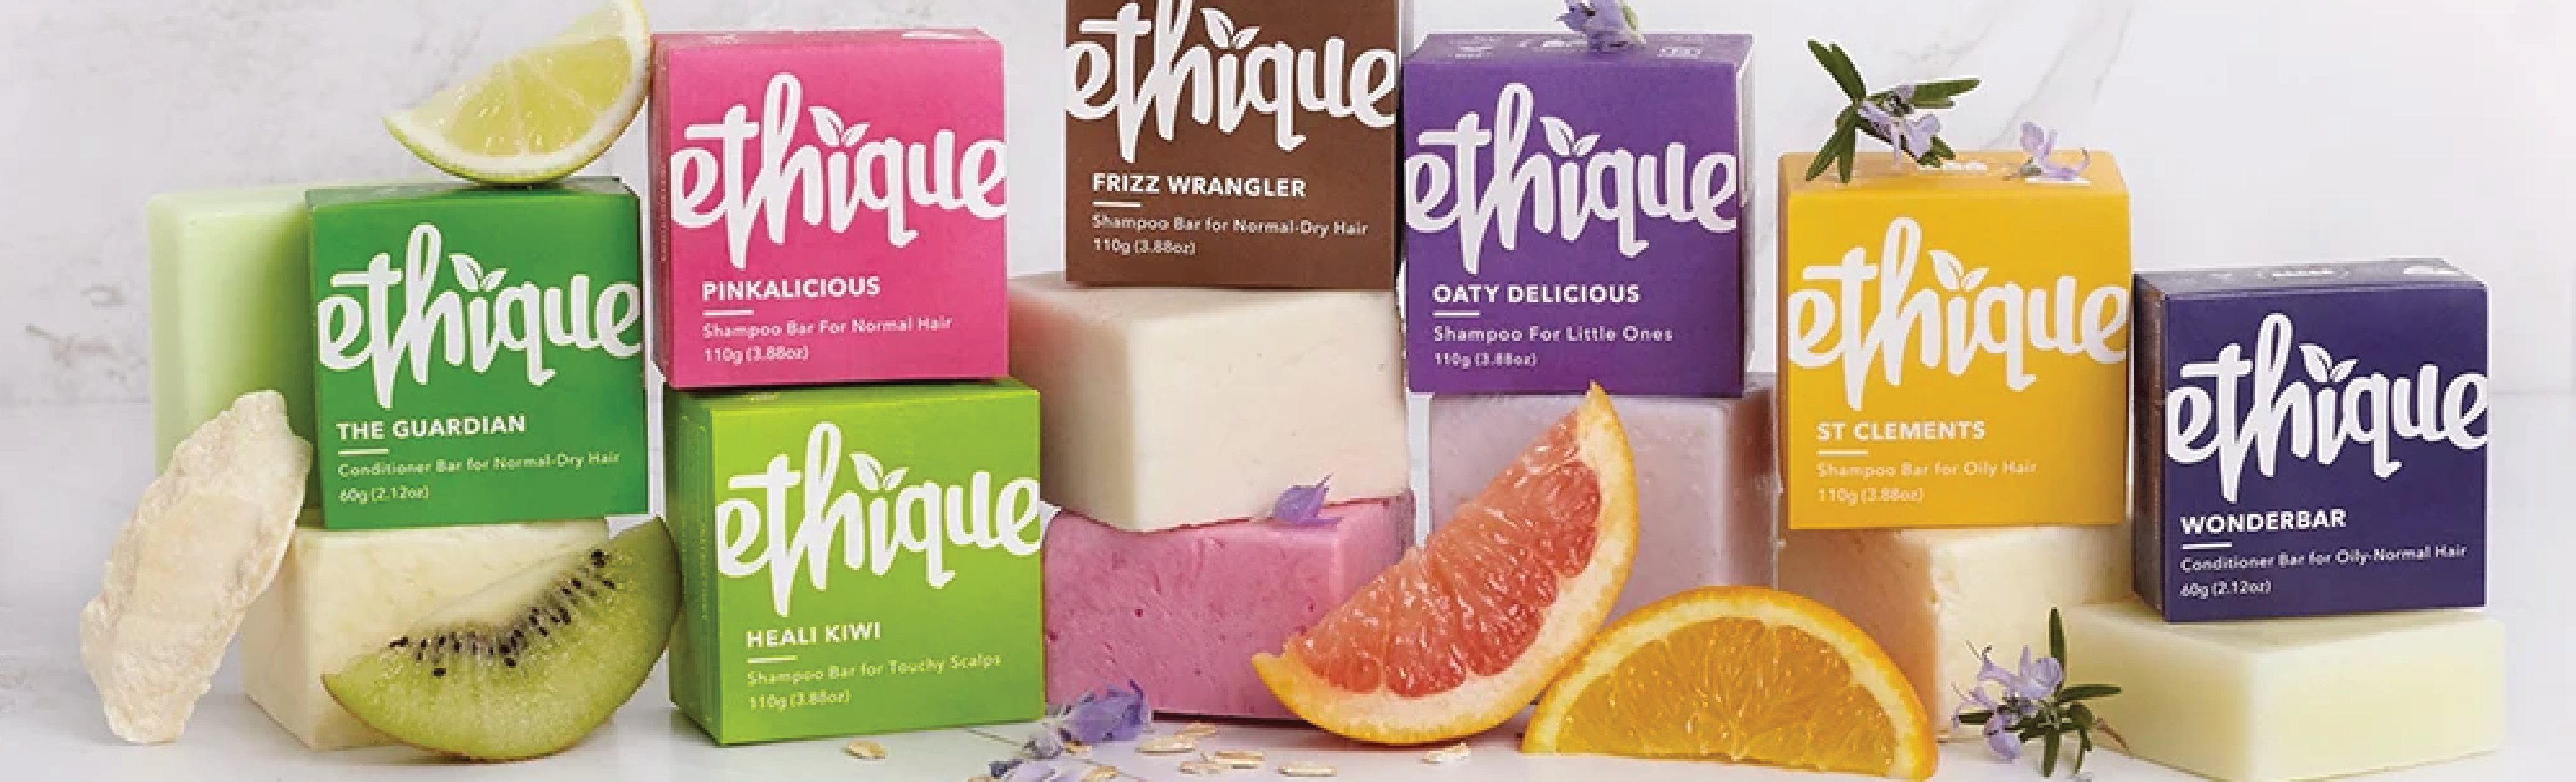 ethique
THE GUARDIAN
Conditioner Bar for Normal-Dry Hair
60g (2.12oz)
ethique
PINKALICIOUS
Shampoo Bar For Normal Hair
110g (3.88oz)
ethique
HEALI KIWI
Shampoo Bar for Touchy Scalps
110g (3.88oz)
ethique
FRIZZ WRANGLER
Shampoo Bar for Normal-Dry Hair
110g (3.88oz)
ethique
OATY DELICIOUS
Shampoo For Little Ones
110g (3.88oz)
ethique
ST CLEMENTS
Shampoo Bar for Oily Hair
110g (3.88oz)
ethique
WONDERBAR
Conditioner Bar for Oily-Normal Hair
60g (2.12oz)